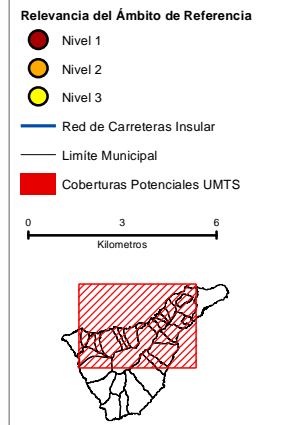 Relevancia del Ámbito de Referencia
Nivel 1
Nivel 2
Nivel 3
Red de Carreteras Insular
Limíte Municipal
Coberturas Potenciales UMTS
0 3 6
Kilometros